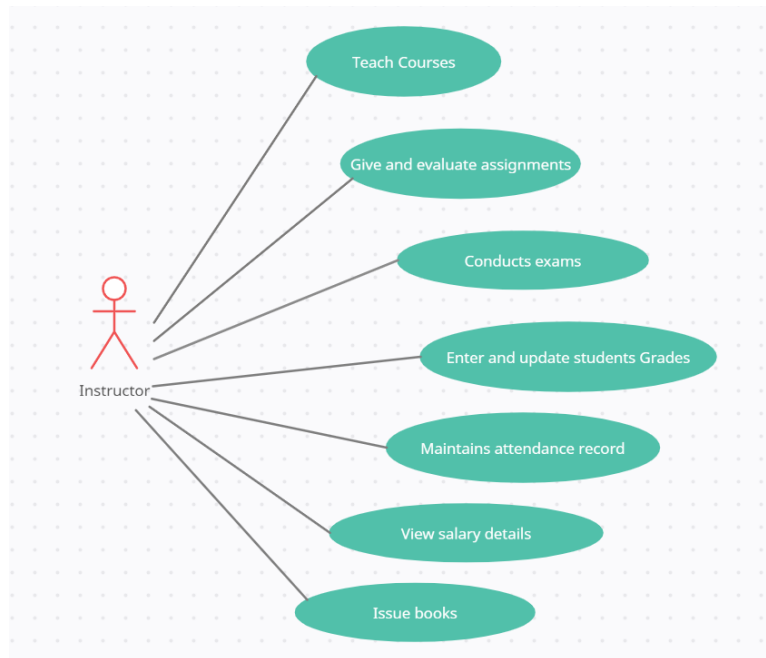 Teach Courses
Give and evaluate assignments
Conducts exams
Enter and update students Grades
Instructor
Maintains attendance record
View salary details
Issue books